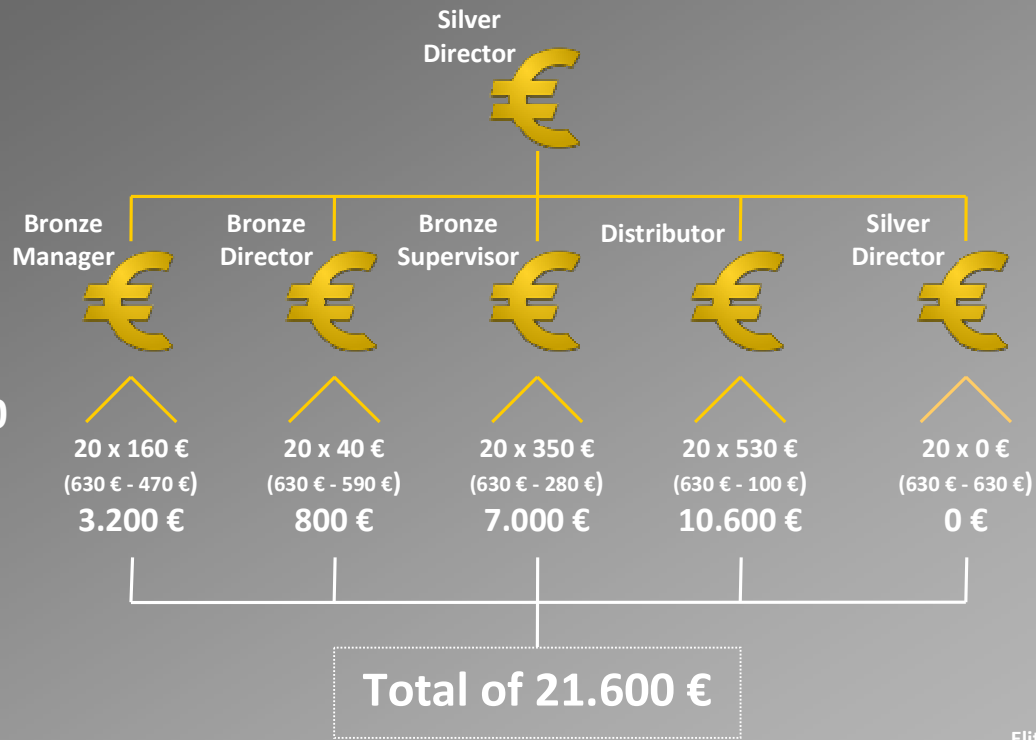 Silver
Director
Bronze
Manager
Bronze
Director
Bronze
Supervisor
Distributor
Silver
Director
20 x 160 €
(630 € - 470 €)
3.200 €
20 x 40 €
(630 € - 590 €)
800 €
20 x 350 €
(630 € - 280 €)
7.000 €
20 x 530 €
(630 € - 100 €)
10.600 €
20 x 0 €
(630 € - 630 €)
0 €
Total of 21.600 €